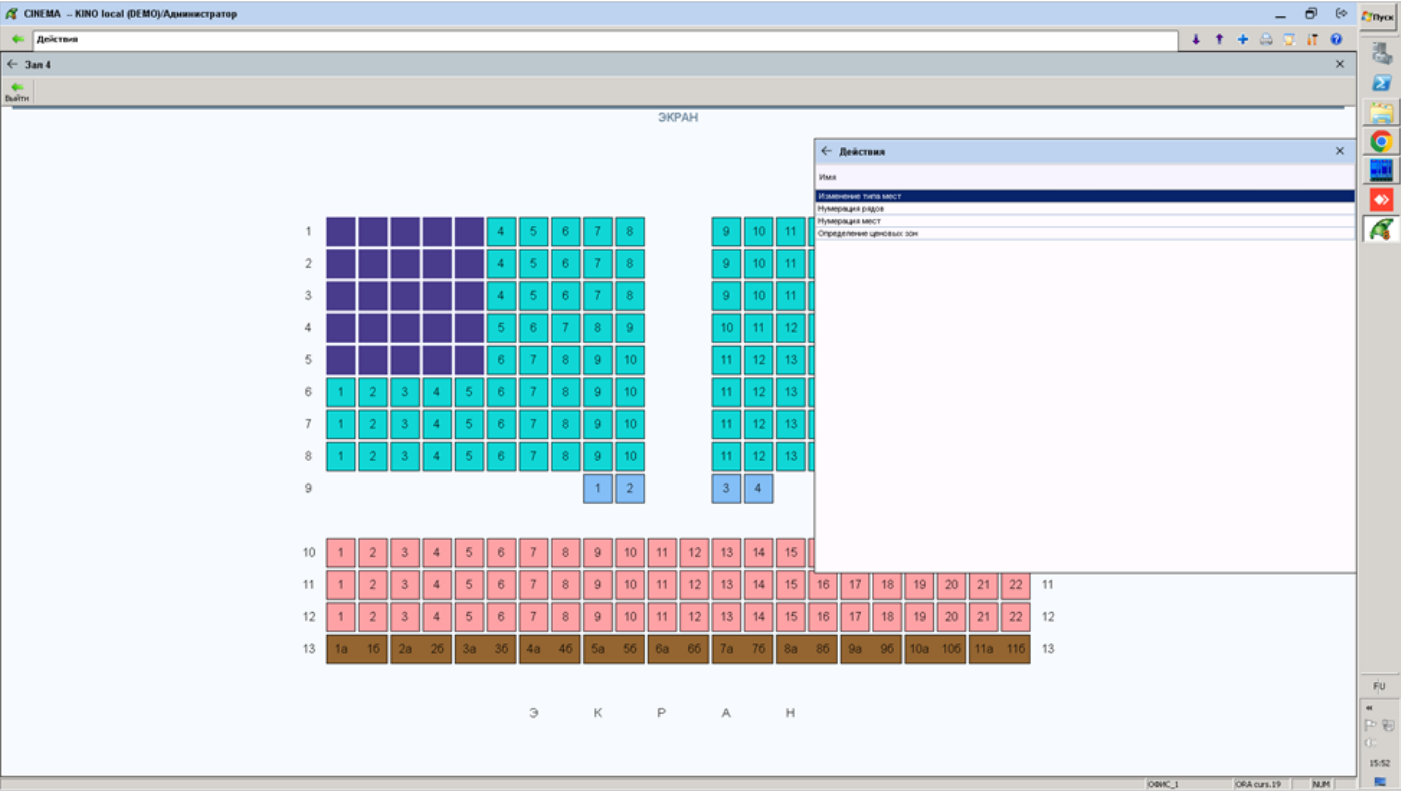 CINEMA -- KINO local (DEMO)/Администратор
Пуск
Действия
Зал 4
Выйти
ЭКРАН
Действия
Имя
Изменение типа мест
Нумерация рядов
Нумерация мест
Определение ценовых зон
1 4 5 6 7 8 9 10 11
2 4 5 6 7 8 9 10 11
3 4 5 6 7 8 9 10 11
4 5 6 7 8 9 10 11 12
5 6 7 8 9 10 11 12 13
6 1 2 3 4 5 6 7 8 9 10 11 12 13
7 1 2 3 4 5 6 7 8 9 10 11 12 13
8 1 2 3 4 5 6 7 8 9 10 11 12 13
9 1 2 3 4
10 1 2 3 4 5 6 7 8 9 10 11 12 13 14 15
11 1 2 3 4 5 6 7 8 9 10 11 12 13 14 15 16 17 18 19 20 21 22 11
12 1 2 3 4 5 6 7 8 9 10 11 12 13 14 15 16 17 18 19 20 21 22 12
13 1а 1б 2а 2б 3а 3б 4а 4б 5а 5б 6а 6б 7а 7б 8а 8б 9а 9б 10а 10б 11а 11б 13
Э К Р А Н
15:52
ОФИС_1 ORA curs.19 NUM